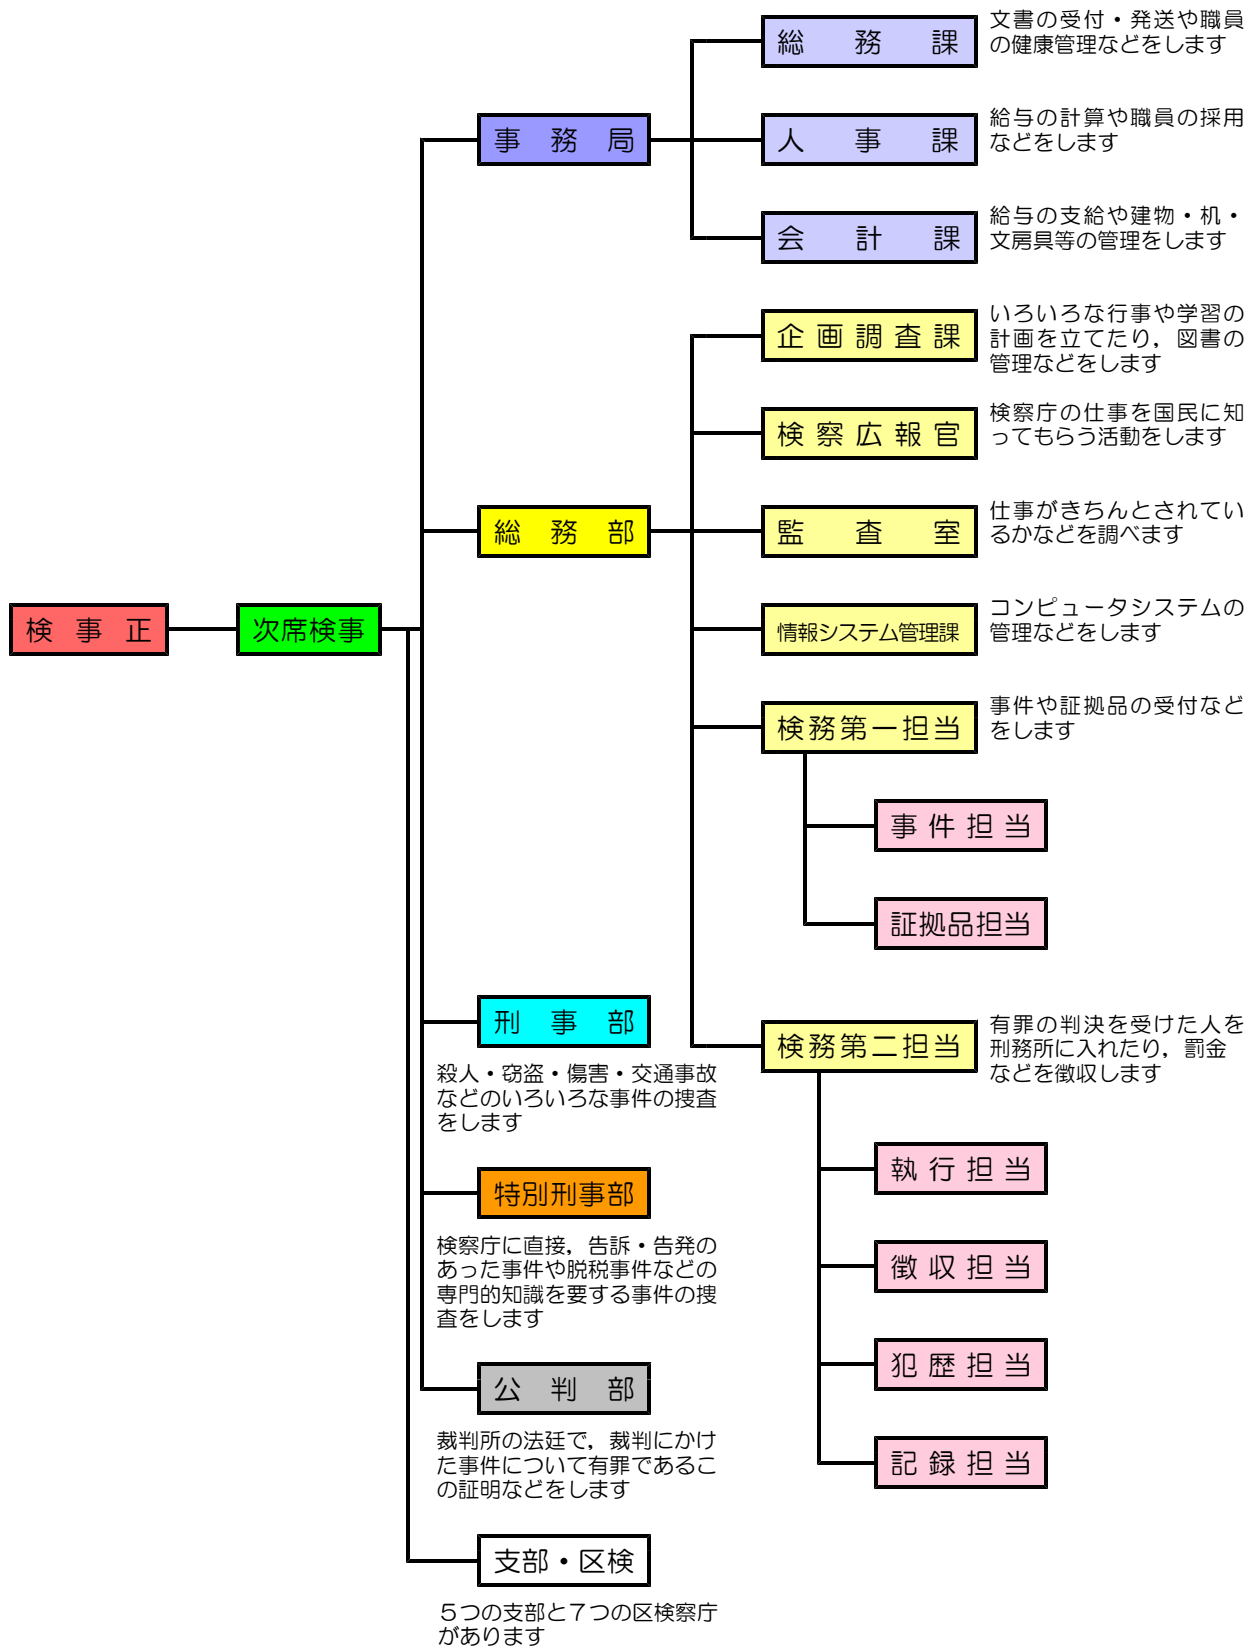 総務課
文書の受付・発送や職員
の健康管理などをします
事務局
人事課
給与の計算や職員の採用
などをします
会計課
給与の支給や建物・机・
文房具等の管理をします
企画調査課
いろいろな行事や学習の
計画を立てたり，図書の
管理などをします
検察広報官
検察庁の仕事を国民に知
ってもらう活動をします
総務部
監査室
仕事がきちんとされてい
るかなどを調べます
検事正
次席検事
情報システム管理課
コンピュータシステムの
管理などをします
検務第一担当
事件や証拠品の受付など
をします
事件担当
証拠品担当
刑事部
殺人・窃盗・傷害・交通事故
などのいろいろな事件の捜査
をします
検務第二担当
有罪の判決を受けた人を
刑務所に入れたり，罰金
などを徴収します
執行担当
特別刑事部
検察庁に直接，告訴・告発の
あった事件や脱税事件などの
専門的知識を要する事件の捜
査をします
徴収担当
犯歴担当
公判部
裁判所の法廷で，裁判にかけ
た事件について有罪であるこ
の証明などをします
記録担当
支部・区検
５つの支部と７つの区検察庁
があります